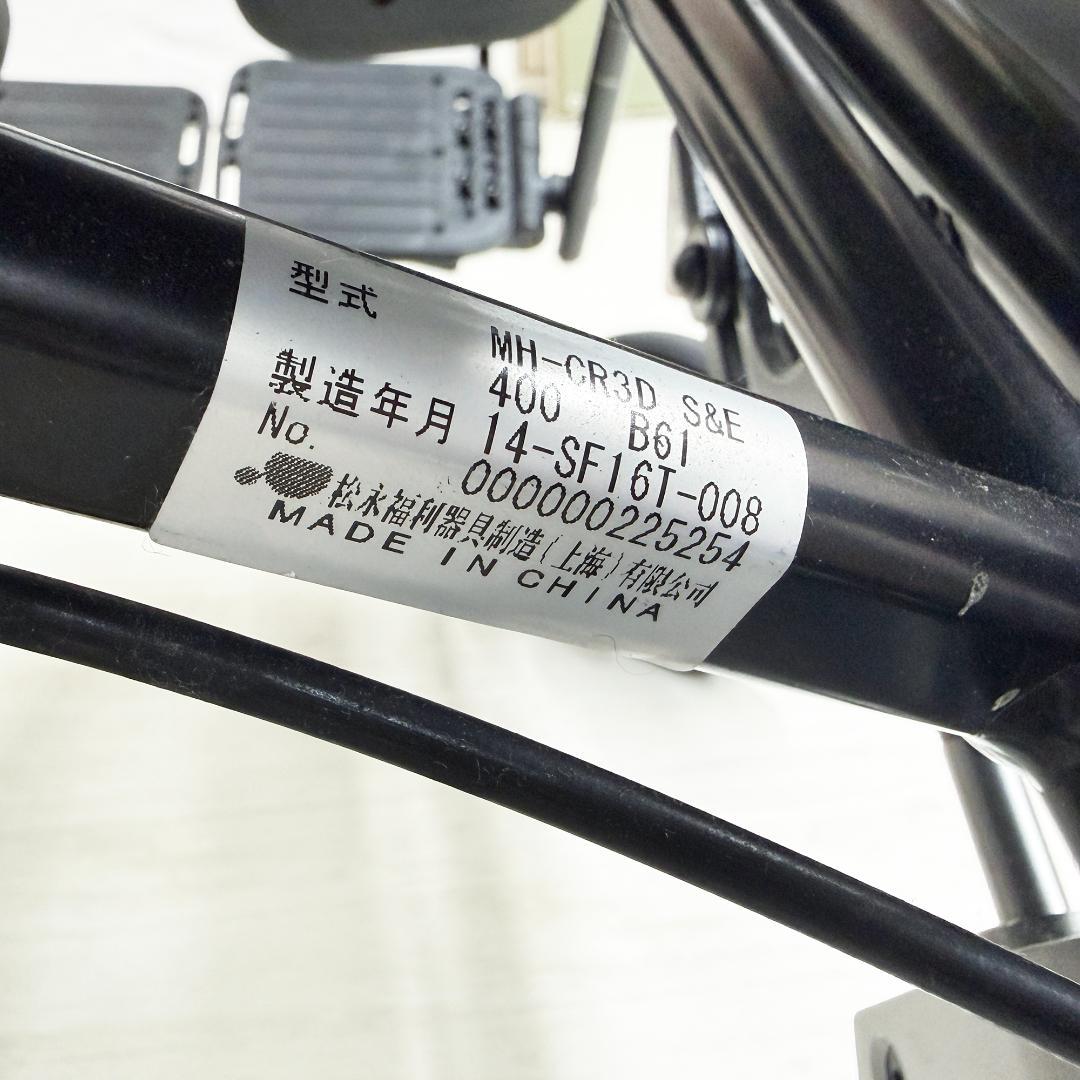 型式 MH-CR3D S&E
400 B61
製造年月 14-SF16T-008
No. 000000225254
松永福利器具制造(上海)有限公司
MADE IN CHINA